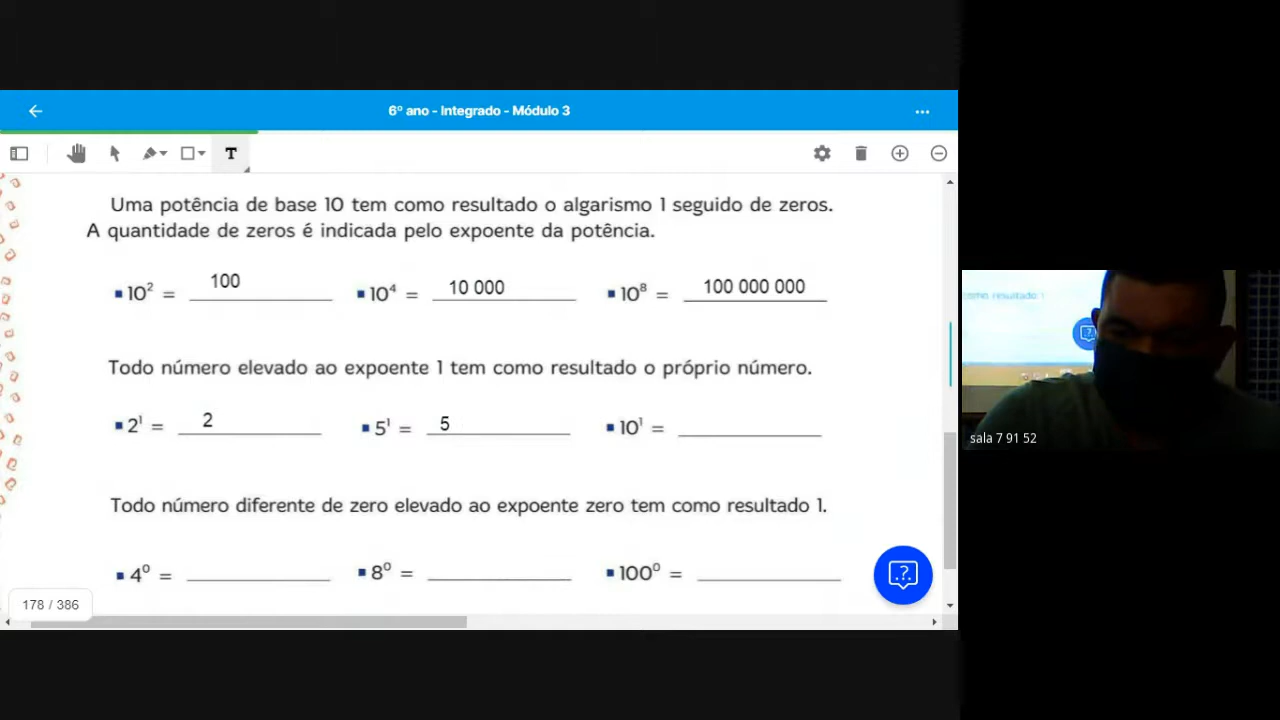 6º ano - Integrado - Módulo 3
T
Uma potência de base 10 tem como resultado o algarismo 1 seguido de zeros.
A quantidade de zeros é indicada pelo expoente da potência.
10² = 100 10⁴ = 10 000 10⁸ = 100 000 000
Todo número elevado ao expoente 1 tem como resultado o próprio número.
2¹ = 2 5¹ = 5 10¹ =
Todo número diferente de zero elevado ao expoente zero tem como resultado 1.
4⁰ = 8⁰ = 100⁰ =
178 / 386
como resultado 1
sala 7 91 52